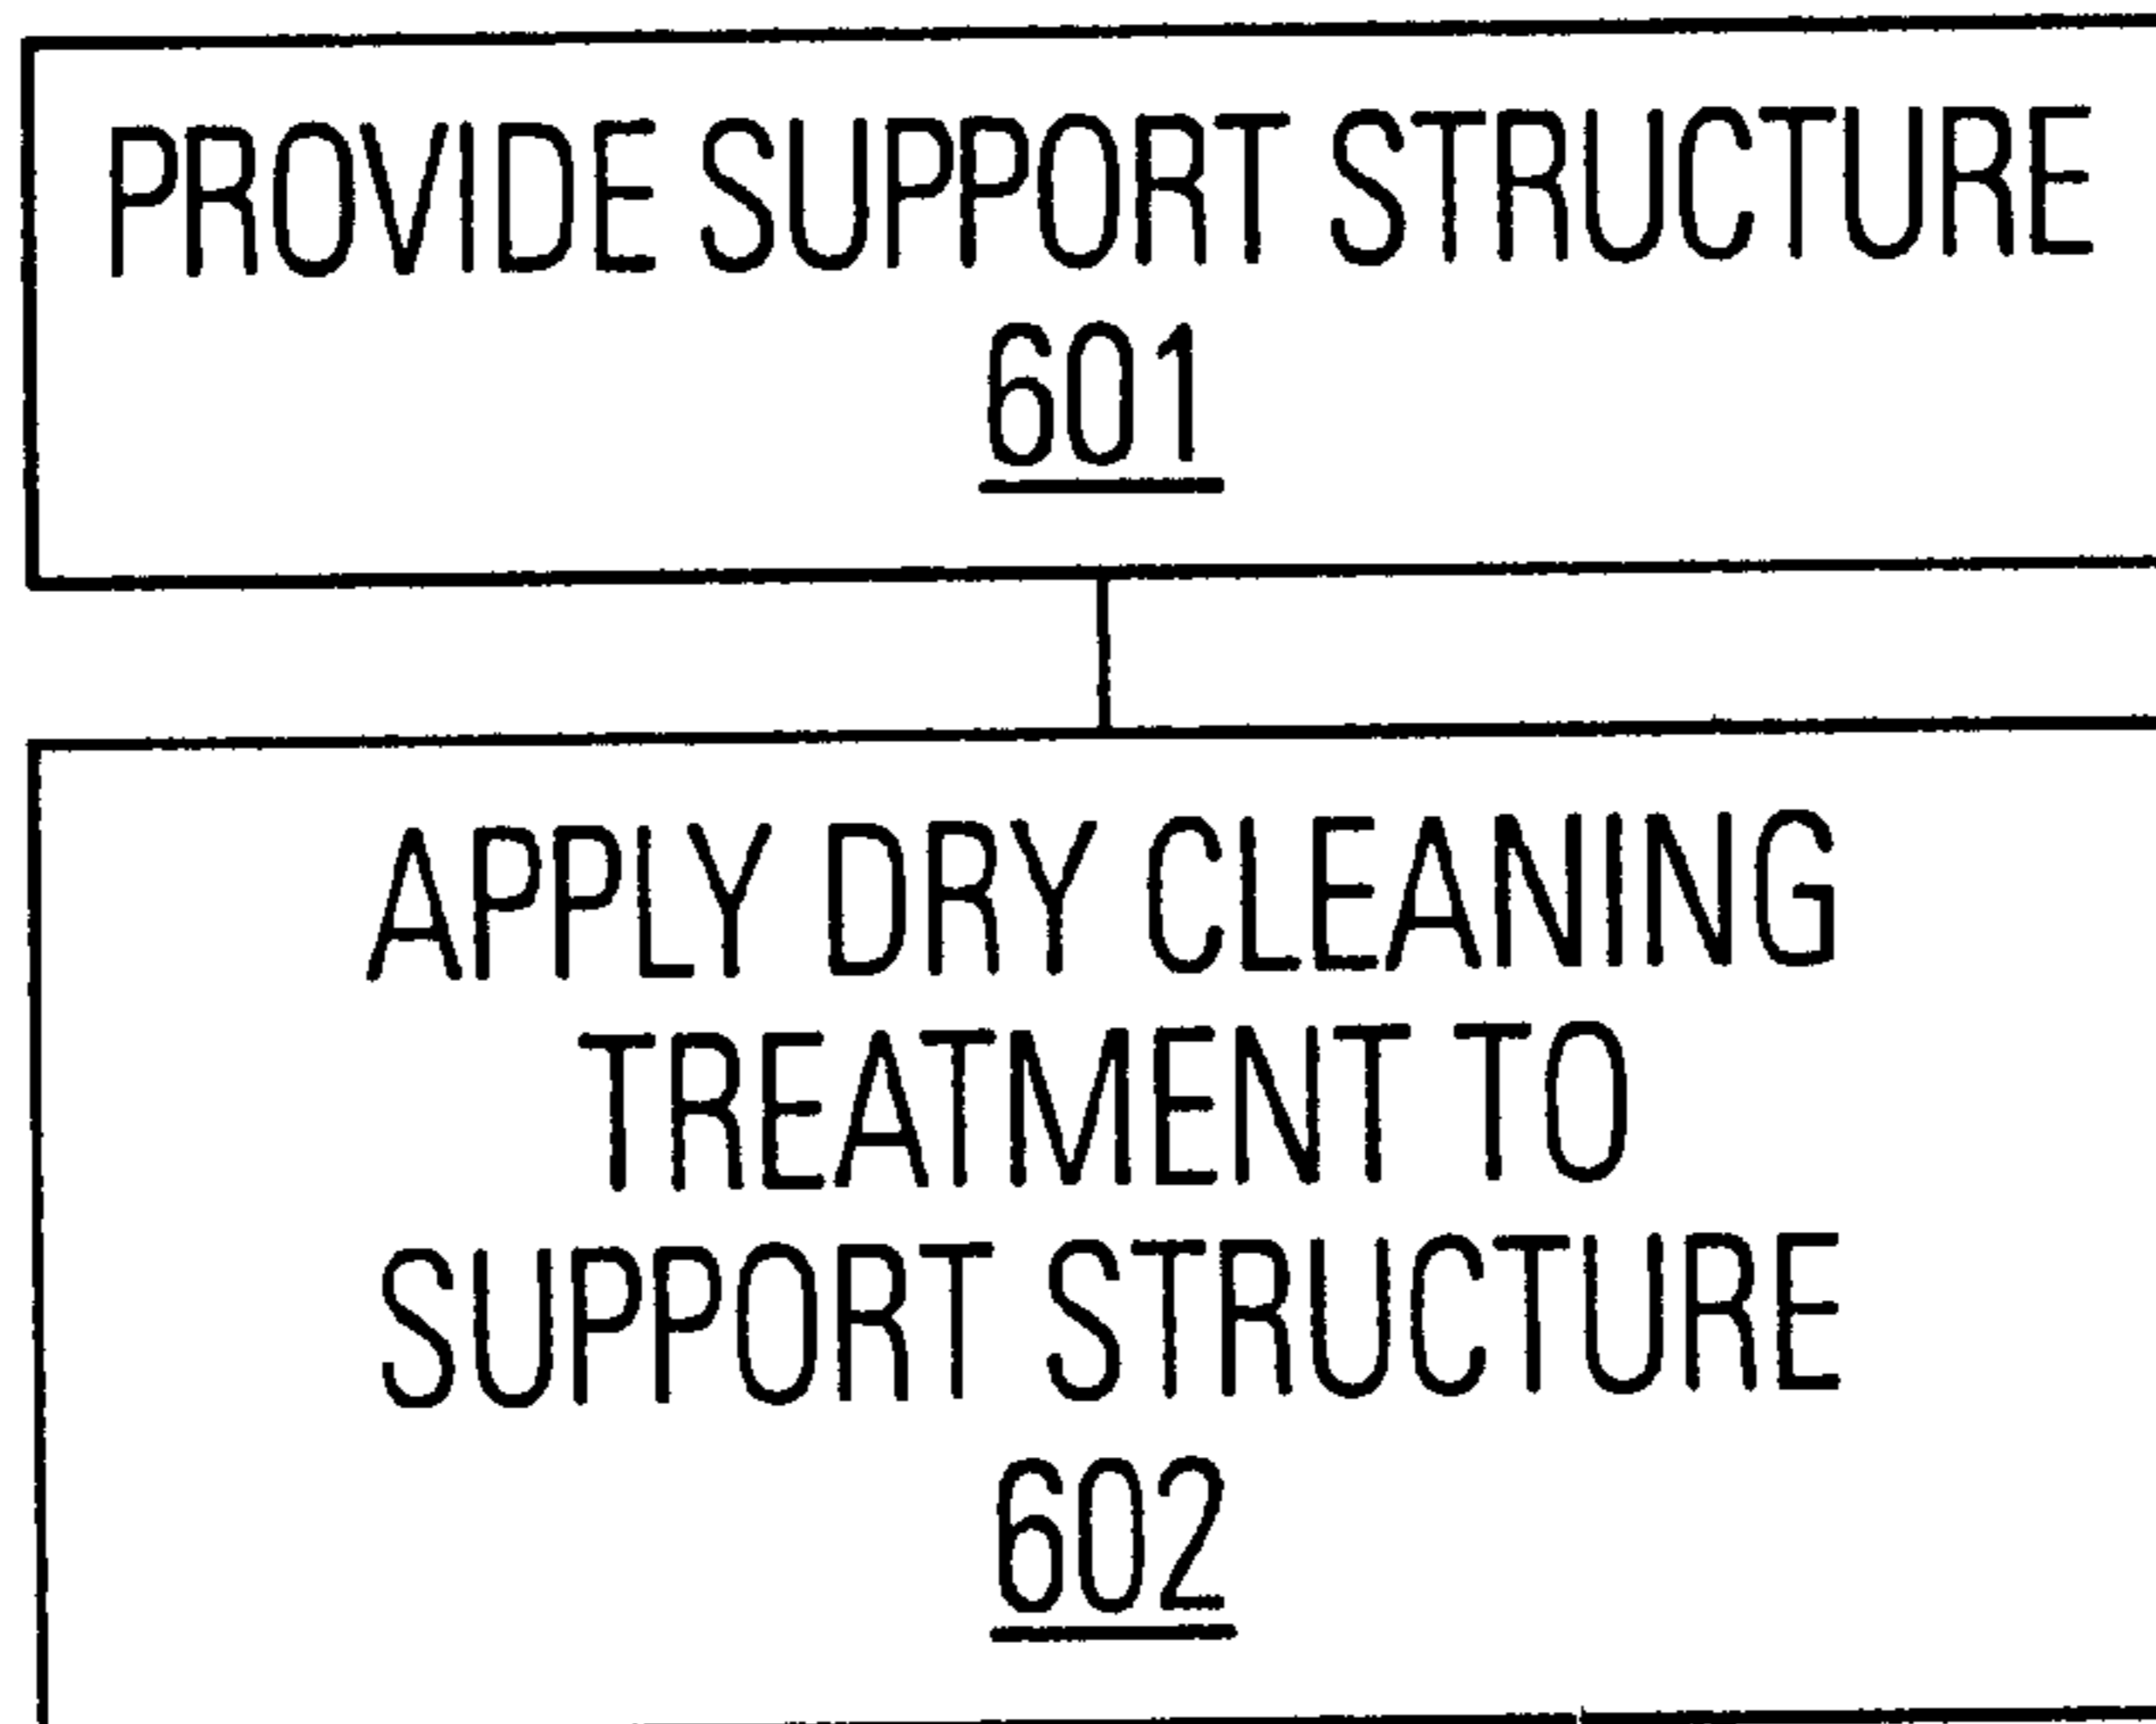 PROVIDE SUPPORT STRUCTURE
601
APPLY DRY CLEANING
TREATMENT TO
SUPPORT STRUCTURE
602